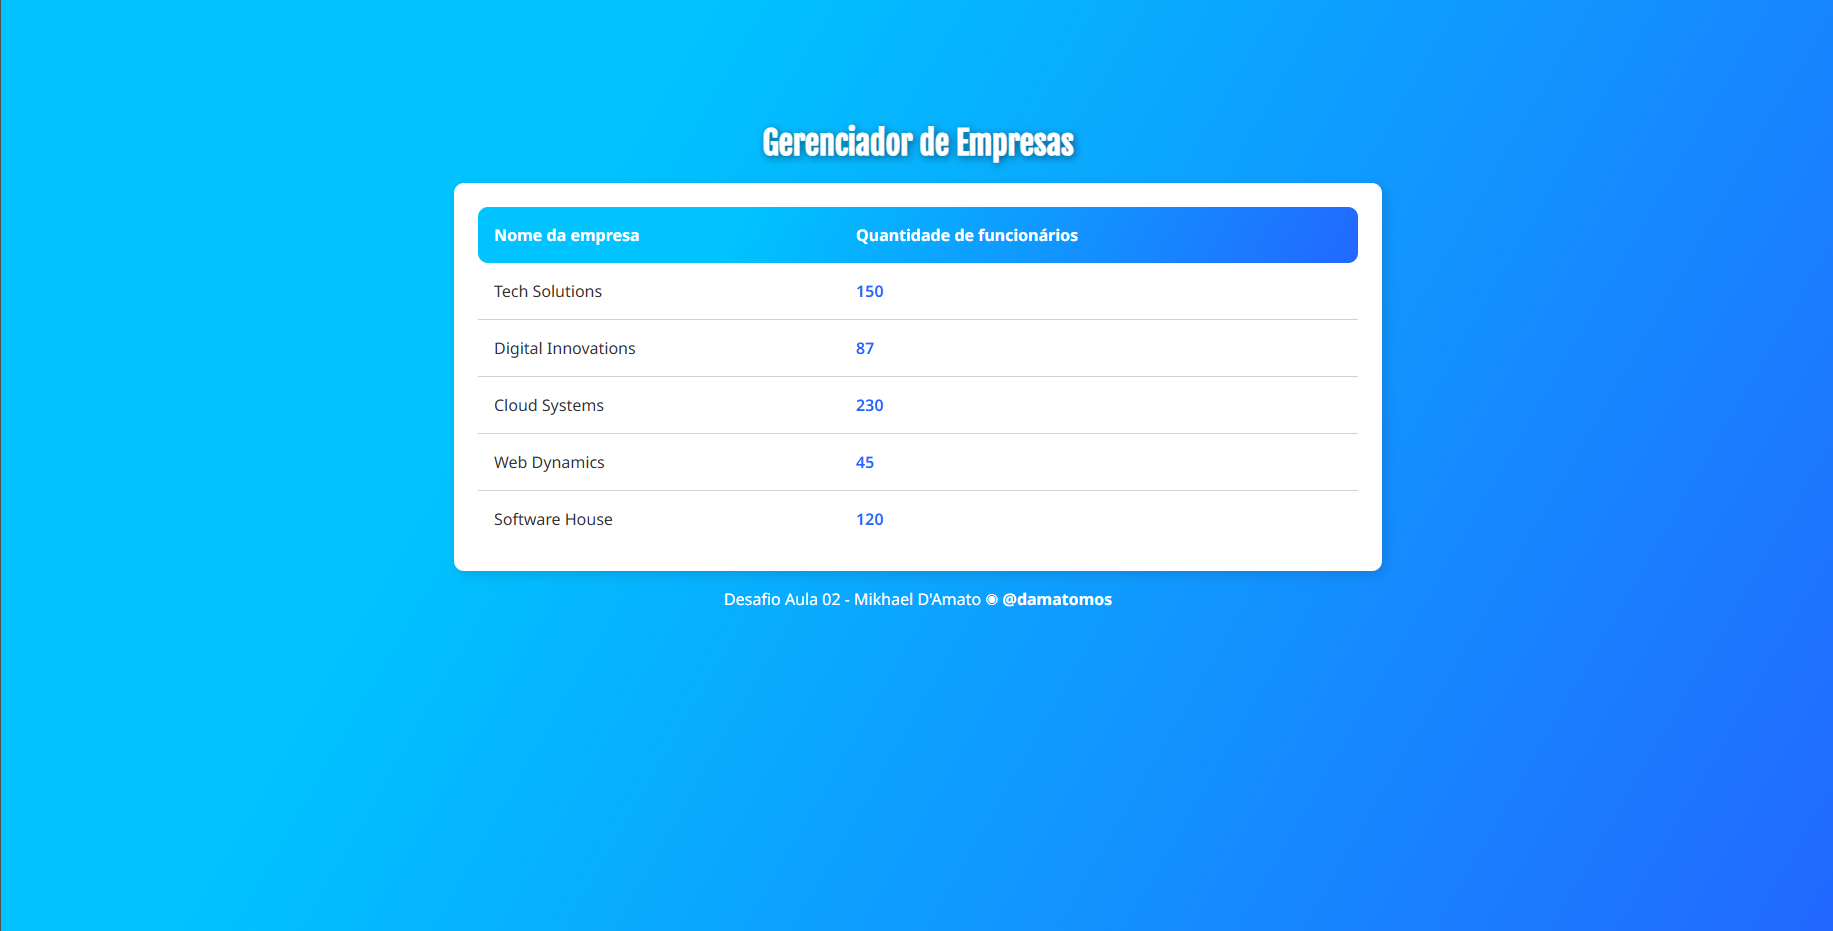 Gerenciador de Empresas
Nome da empresa Quantidade de funcionários
Tech Solutions 150
Digital Innovations 87
Cloud Systems 230
Web Dynamics 45
Software House 120
Desafio Aula 02 - Mikhael D'Amato ◉ @damatomos